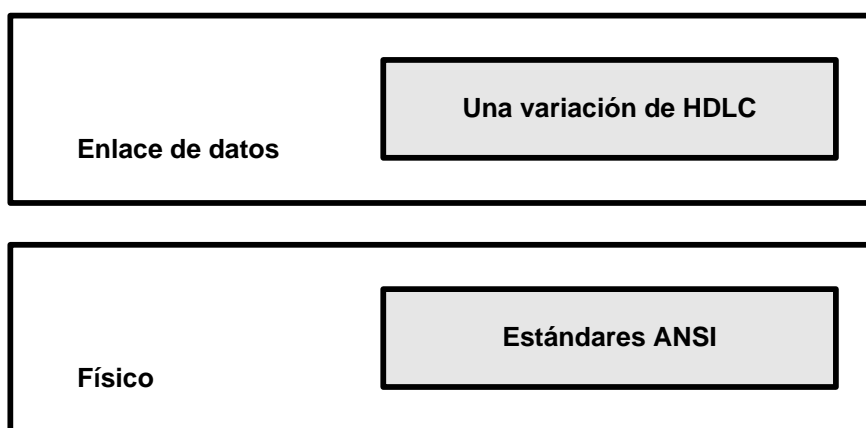 Una variación de HDLC
Enlace de datos
Estándares ANSI
Físico